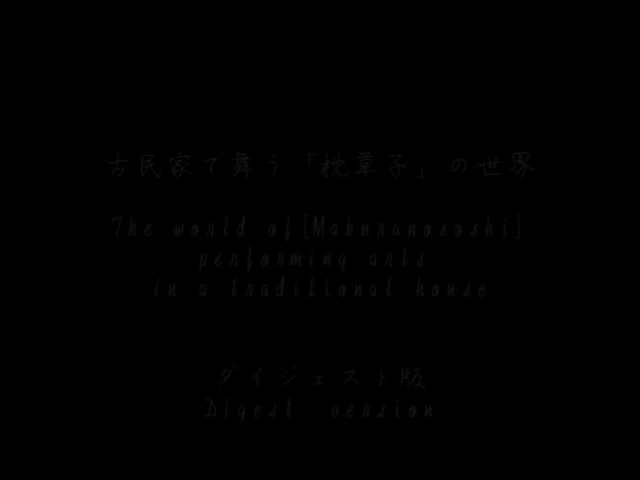 古民家で舞う「枕草子」の世界
The world of[Makuranososhi]
performing arts
in a traditional house
ダイジェスト版
Digest version